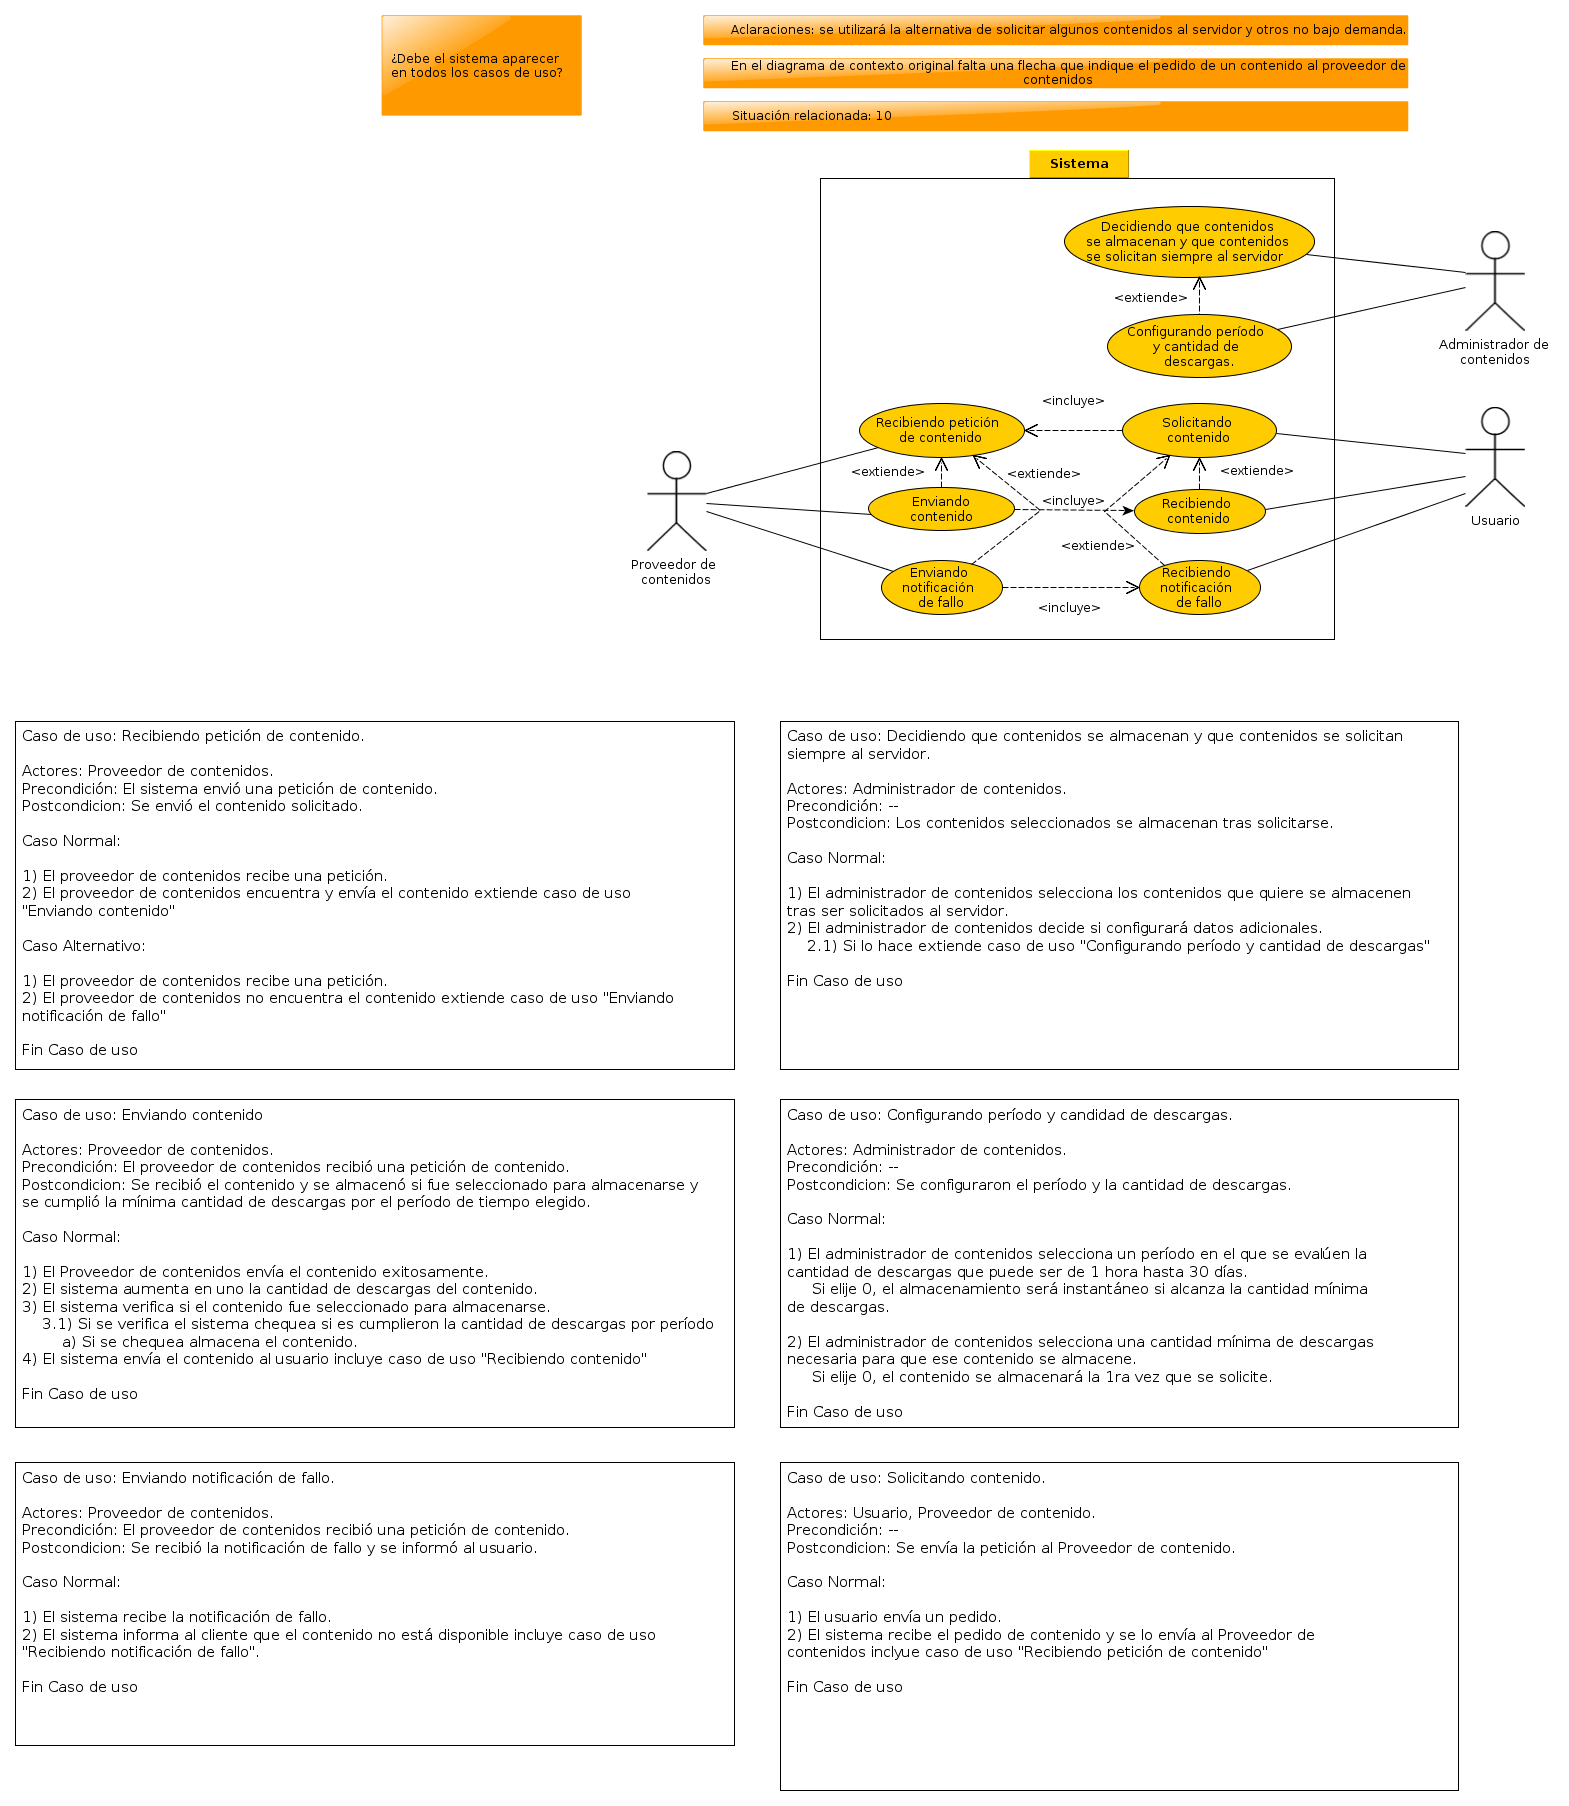 ¿Debe el sistema aparecer
en todos los casos de uso?
Aclaraciones: se utilizará la alternativa de solicitar algunos contenidos al servidor y otros no bajo demanda.
En el diagrama de contexto original falta una flecha que indique el pedido de un contenido al proveedor de
contenidos
Situación relacionada: 10
Sistema
Decidiendo que contenidos
se almacenan y que contenidos
se solicitan siempre al servidor
<extiende>
Configurando período
y cantidad de
descargas.
Administrador de
contenidos
<incluye>
Recibiendo petición
de contenido
Solicitando
contenido
<extiende>
<extiende>
<extiende>
Enviando
contenido
<incluye>
Recibiendo
contenido
Usuario
<extiende>
Proveedor de
contenidos
Enviando
notificación
de fallo
Recibiendo
notificación
de fallo
<incluye>
Caso de uso: Recibiendo petición de contenido.
Actores: Proveedor de contenidos.
Precondición: El sistema envió una petición de contenido.
Postcondicion: Se envió el contenido solicitado.
Caso Normal:
1) El proveedor de contenidos recibe una petición.
2) El proveedor de contenidos encuentra y envía el contenido extiende caso de uso
"Enviando contenido"
Caso Alternativo:
1) El proveedor de contenidos recibe una petición.
2) El proveedor de contenidos no encuentra el contenido extiende caso de uso "Enviando
notificación de fallo"
Fin Caso de uso
Caso de uso: Decidiendo que contenidos se almacenan y que contenidos se solicitan
siempre al servidor.
Actores: Administrador de contenidos.
Precondición: --
Postcondicion: Los contenidos seleccionados se almacenan tras solicitarse.
Caso Normal:
1) El administrador de contenidos selecciona los contenidos que quiere se almacenen
tras ser solicitados al servidor.
2) El administrador de contenidos decide si configurará datos adicionales.
2.1) Si lo hace extiende caso de uso "Configurando período y cantidad de descargas"
Fin Caso de uso
Caso de uso: Enviando contenido
Actores: Proveedor de contenidos.
Precondición: El proveedor de contenidos recibió una petición de contenido.
Postcondicion: Se recibió el contenido y se almacenó si fue seleccionado para almacenarse y
se cumplió la mínima cantidad de descargas por el período de tiempo elegido.
Caso Normal:
1) El Proveedor de contenidos envía el contenido exitosamente.
2) El sistema aumenta en uno la cantidad de descargas del contenido.
3) El sistema verifica si el contenido fue seleccionado para almacenarse.
3.1) Si se verifica el sistema chequea si es cumplieron la cantidad de descargas por período
a) Si se chequea almacena el contenido.
4) El sistema envía el contenido al usuario incluye caso de uso "Recibiendo contenido"
Fin Caso de uso
Caso de uso: Configurando período y candidad de descargas.
Actores: Administrador de contenidos.
Precondición: --
Postcondicion: Se configuraron el período y la cantidad de descargas.
Caso Normal:
1) El administrador de contenidos selecciona un período en el que se evalúen la
cantidad de descargas que puede ser de 1 hora hasta 30 días.
Si elije 0, el almacenamiento será instantáneo si alcanza la cantidad mínima
de descargas.
2) El administrador de contenidos selecciona una cantidad mínima de descargas
necesaria para que ese contenido se almacene.
Si elije 0, el contenido se almacenará la 1ra vez que se solicite.
Fin Caso de uso
Caso de uso: Enviando notificación de fallo.
Actores: Proveedor de contenidos.
Precondición: El proveedor de contenidos recibió una petición de contenido.
Postcondicion: Se recibió la notificación de fallo y se informó al usuario.
Caso Normal:
1) El sistema recibe la notificación de fallo.
2) El sistema informa al cliente que el contenido no está disponible incluye caso de uso
"Recibiendo notificación de fallo".
Fin Caso de uso
Caso de uso: Solicitando contenido.
Actores: Usuario, Proveedor de contenido.
Precondición: --
Postcondicion: Se envía la petición al Proveedor de contenido.
Caso Normal:
1) El usuario envía un pedido.
2) El sistema recibe el pedido de contenido y se lo envía al Proveedor de
contenidos inclyue caso de uso "Recibiendo petición de contenido"
Fin Caso de uso